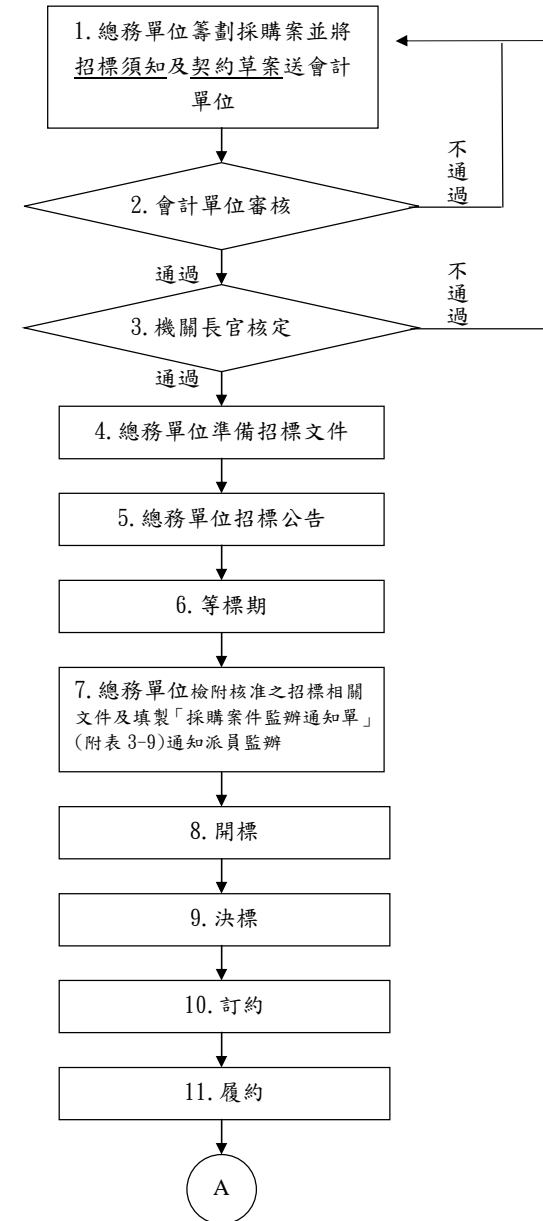 1.總務單位籌劃採購案並將
招標須知及契約草案送會計
單位
不通過
2.會計單位審核
通過
不通過
3.機關長官核定
通過
4.總務單位準備招標文件
5.總務單位招標公告
6.等標期
7.總務單位檢附核准之招標相關
文件及填製「採購案件監辦通知單」
(附表 3-9)通知派員監辦
8.開標
9.決標
10.訂約
11.履約
A